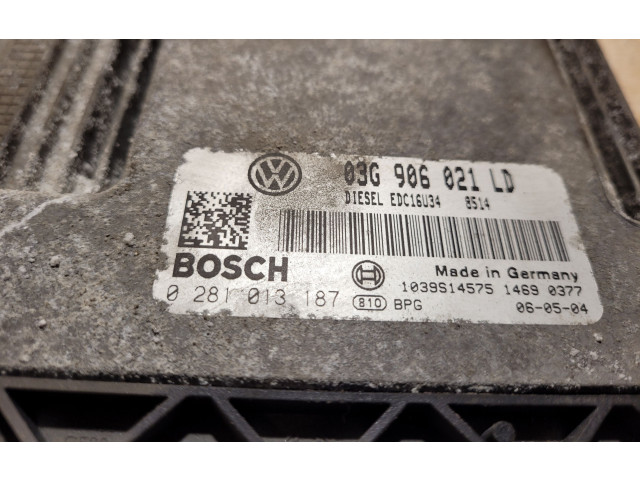 03G 906 021 LD
DIESEL EDC16U34 8514
BOSCH
Made in Germany
0 281 013 187 810 BPG
1039S14575 1469 0377
06-05-04